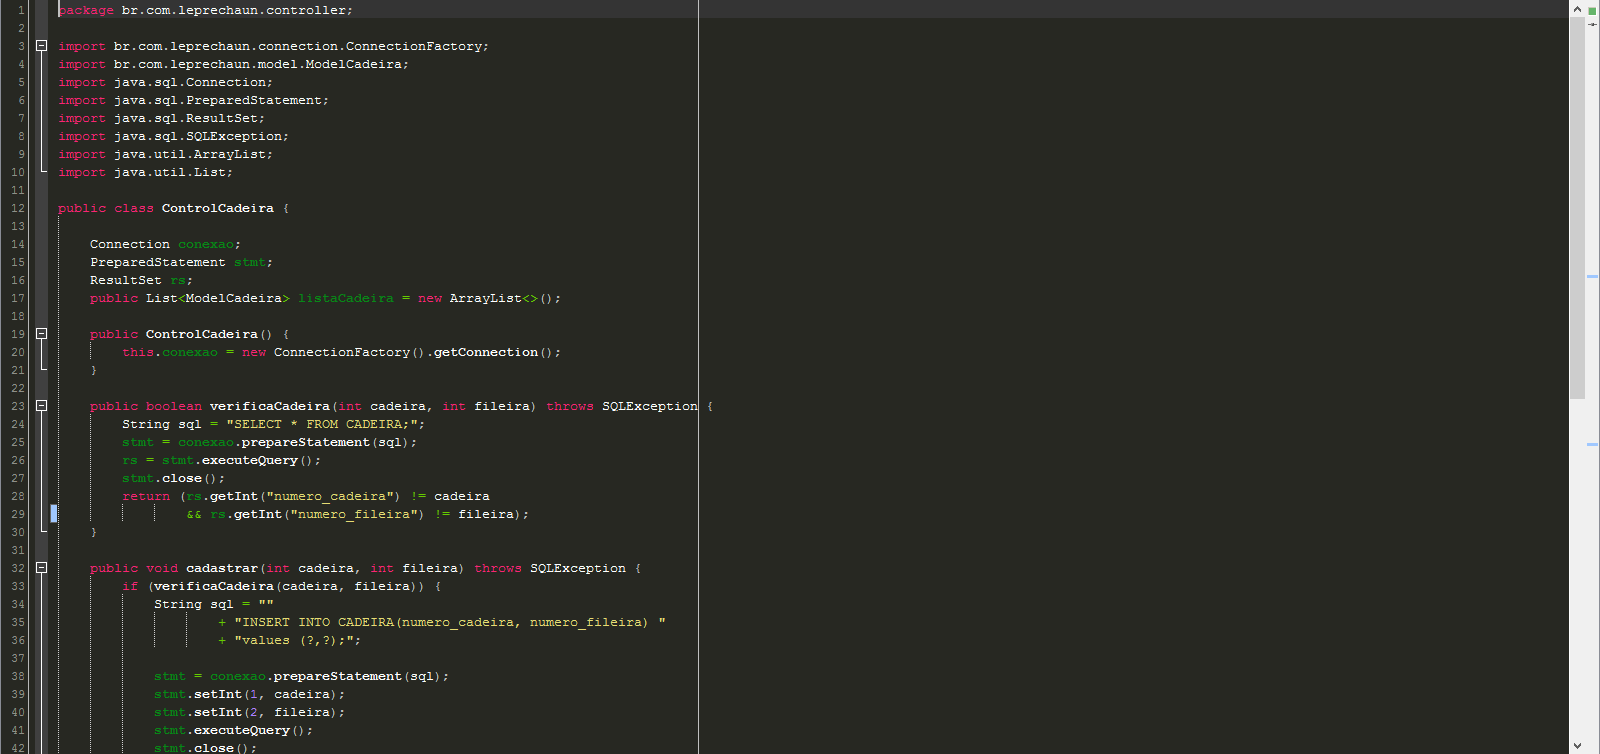 1 package br.com.leprechaun.controller;
2
3 import br.com.leprechaun.connection.ConnectionFactory;
4 import br.com.leprechaun.model.ModelCadeira;
5 import java.sql.Connection;
6 import java.sql.PreparedStatement;
7 import java.sql.ResultSet;
8 import java.sql.SQLException;
9 import java.util.ArrayList;
10 import java.util.List;
11
12 public class ControlCadeira {
13
14     Connection conexao;
15     PreparedStatement stmt;
16     ResultSet rs;
17     public List<ModelCadeira> listaCadeira = new ArrayList<>();
18
19     public ControlCadeira() {
20         this.conexao = new ConnectionFactory().getConnection();
21     }
22
23     public boolean verificaCadeira(int cadeira, int fileira) throws SQLException {
24         String sql = "SELECT * FROM CADEIRA;";
25         stmt = conexao.prepareStatement(sql);
26         rs = stmt.executeQuery();
27         stmt.close();
28         return (rs.getInt("numero_cadeira") != cadeira
29                 && rs.getInt("numero_fileira") != fileira);
30     }
31
32     public void cadastrar(int cadeira, int fileira) throws SQLException {
33         if (verificaCadeira(cadeira, fileira)) {
34             String sql = ""
35                     + "INSERT INTO CADEIRA(numero_cadeira, numero_fileira) "
36                     + "values (?,?);";
37
38             stmt = conexao.prepareStatement(sql);
39             stmt.setInt(1, cadeira);
40             stmt.setInt(2, fileira);
41             stmt.executeQuery();
42             stmt.close();